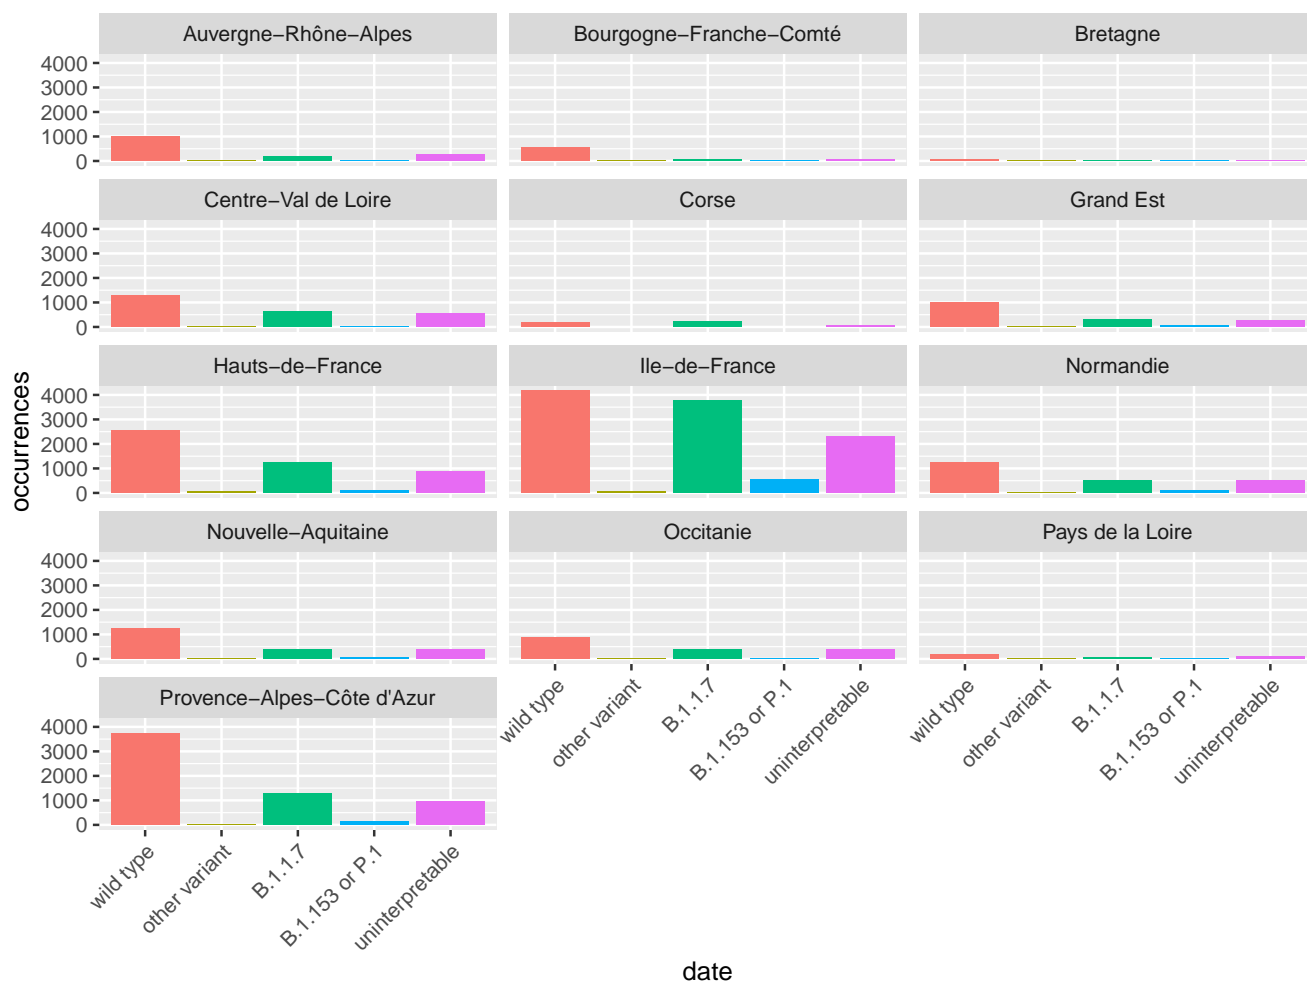 Auvergne−Rhône−Alpes
Bourgogne−Franche−Comté
Bretagne
4000
3000
2000
1000
0
Centre−Val de Loire
Corse
Grand Est
4000
3000
2000
1000
0
Hauts−de−France
Ile−de−France
Normandie
4000
3000
2000
1000
0
occurrences
Nouvelle−Aquitaine
Occitanie
Pays de la Loire
4000
3000
2000
1000
0
wild type
other variant
B.1.1.7
B.1.153 or P.1
uninterpretable
wild type
other variant
B.1.1.7
B.1.153 or P.1
uninterpretable
Provence−Alpes−Côte d'Azur
4000
3000
2000
1000
0
wild type
other variant
B.1.1.7
B.1.153 or P.1
uninterpretable
date